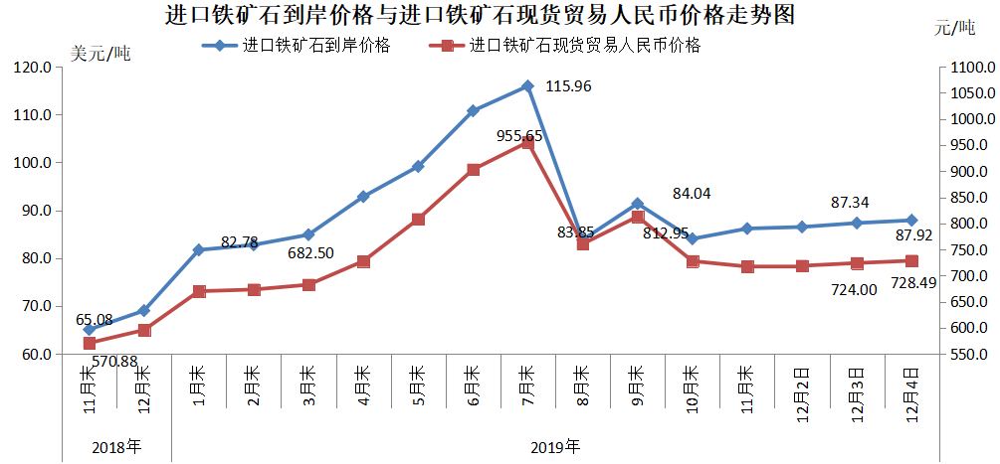 进口铁矿石到岸价格与进口铁矿石现货贸易人民币价格走势图
进口铁矿石到岸价格
进口铁矿石现货贸易人民币价格
美元/吨
元/吨
120.0
110.0
100.0
90.0
80.0
70.0
60.0
1100.0
1050.0
1000.0
950.0
900.0
850.0
800.0
750.0
700.0
650.0
600.0
550.0
65.08
570.88
82.78
682.50
115.96
955.65
83.85
812.95
84.04
87.34
724.00
87.92
728.49
11月末
12月末
1月末
2月末
3月末
4月末
5月末
6月末
7月末
8月末
9月末
10月末
11月末
12月2日
12月3日
12月4日
2018年
2019年